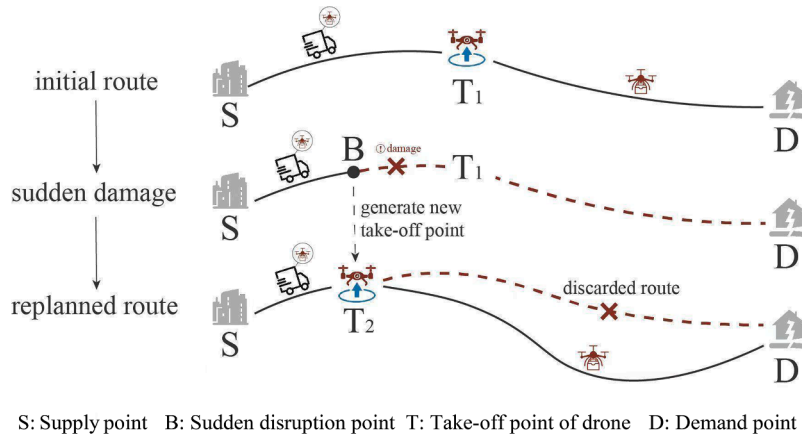 initial route
S
T1
D
sudden damage
S
B
damage
T1
D
generate new
take-off point
replanned route
S
T2
discarded route
D
S: Supply point B: Sudden disruption point T: Take-off point of drone D: Demand point